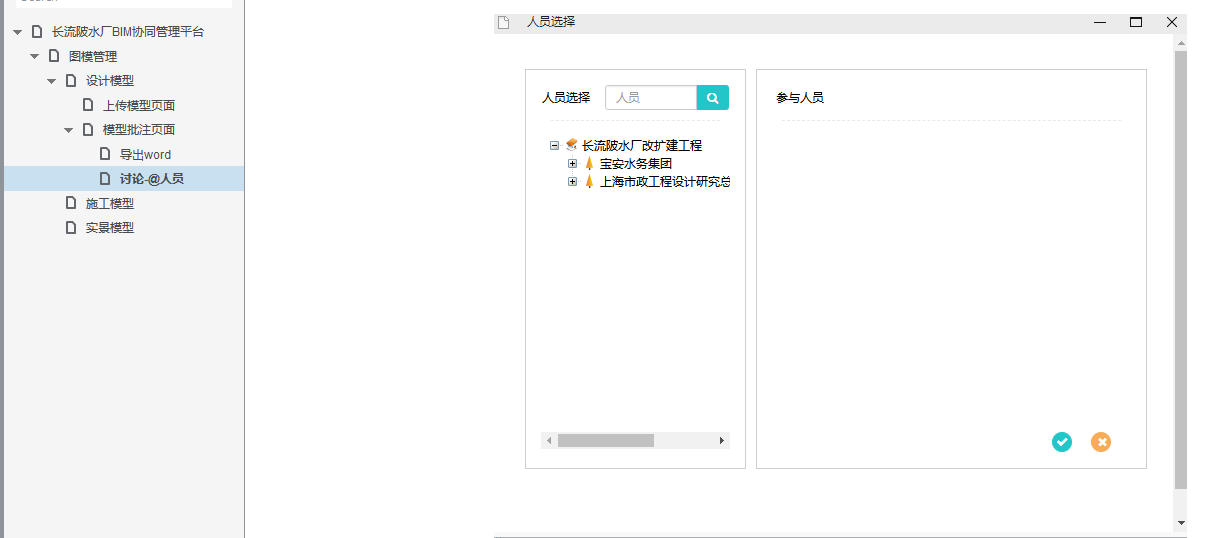 长流陂水厂BIM协同管理平台
图模管理
设计模型
上传模型页面
模型批注页面
导出word
讨论-@人员
施工模型
实景模型
人员选择
人员选择
人员
长流陂水厂改扩建工程
宝安水务集团
上海市政工程设计研究总
参与人员